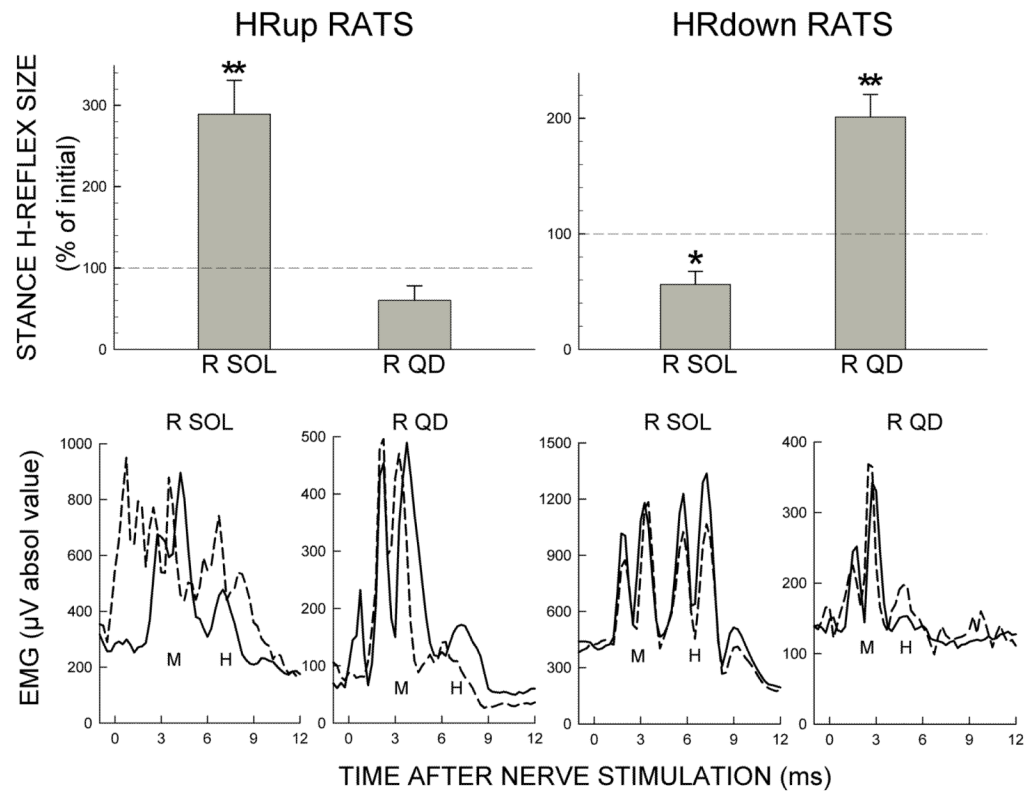 HRup RATS
HRdown RATS
STANCE H-REFLEX SIZE
(% of initial)
300
200
100
0
**
R SOL
R QD
200
100
0
*
**
R SOL
R QD
EMG (µV absol value)
R SOL
1000
800
600
400
200
0
M
H
0 3 6 9 12
R QD
500
400
300
200
100
0
M
H
0 3 6 9 12
R SOL
1500
1200
900
600
300
0
M
H
0 3 6 9 12
R QD
400
300
200
100
0
M
H
0 3 6 9 12
TIME AFTER NERVE STIMULATION (ms)